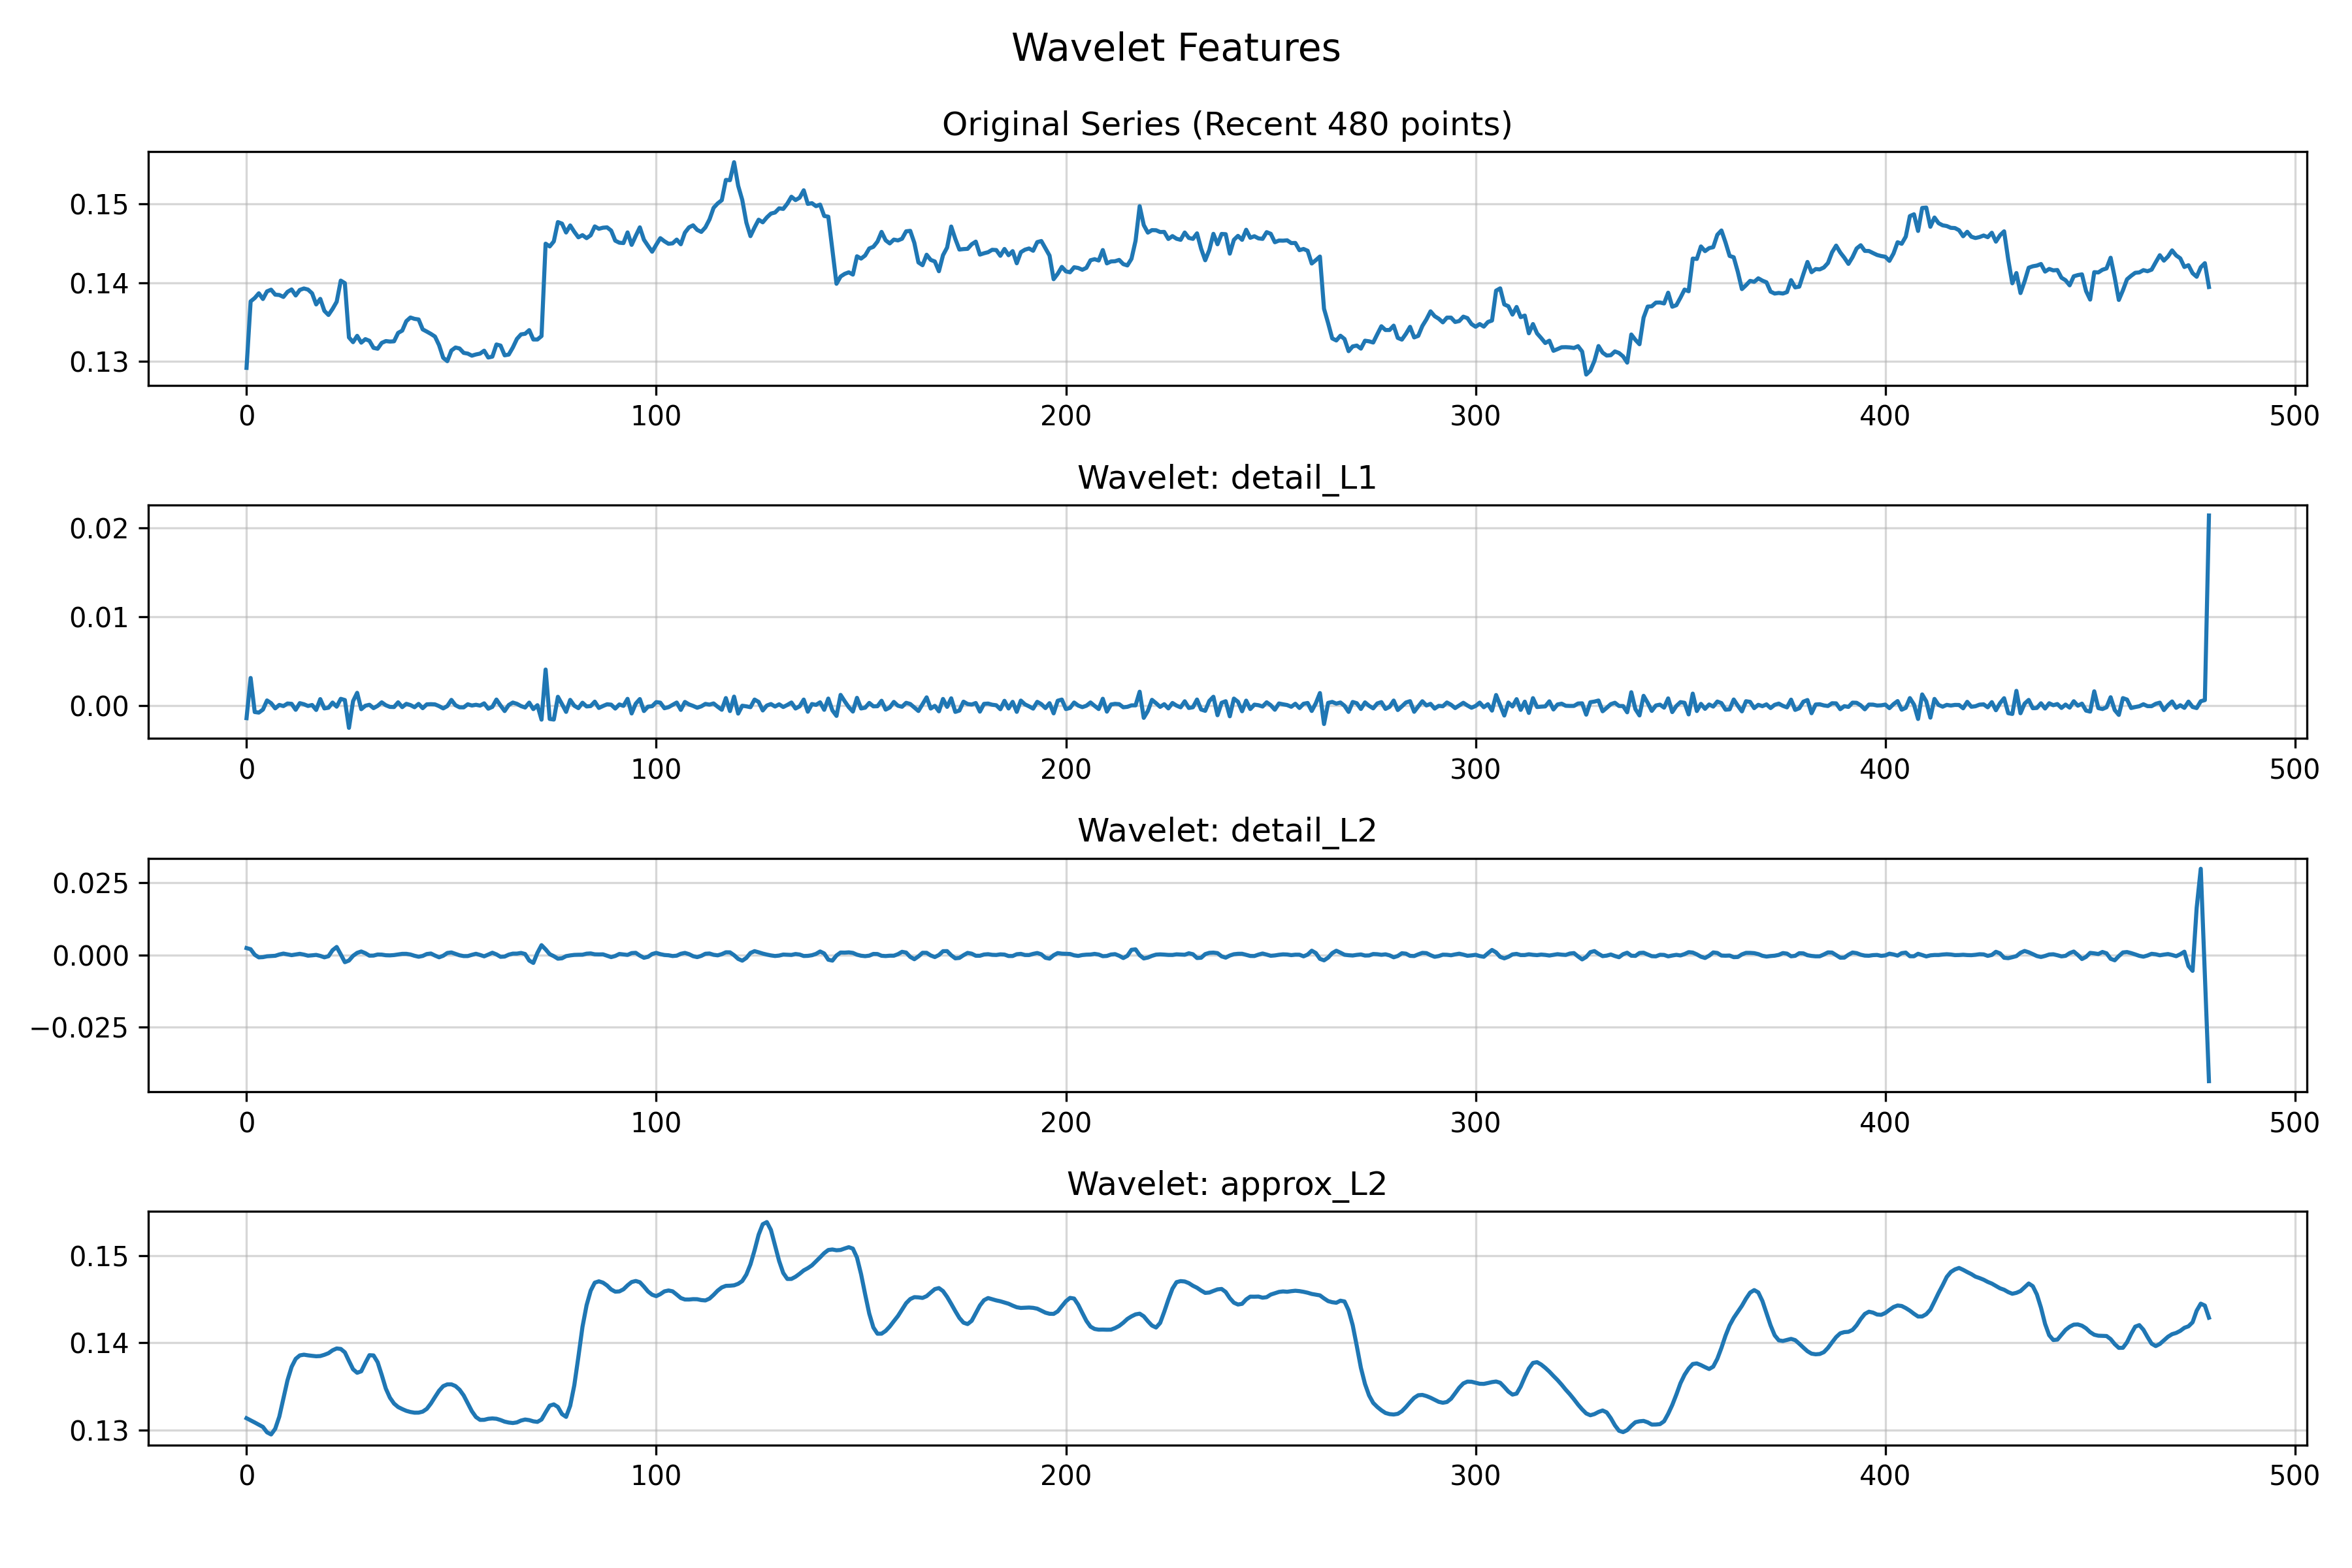 Wavelet Features
Original Series (Recent 480 points)
0.15
0.14
0.13
0 100 200 300 400 500
Wavelet: detail_L1
0.02
0.01
0.00
0 100 200 300 400 500
Wavelet: detail_L2
0.025
0.000
−0.025
0 100 200 300 400 500
Wavelet: approx_L2
0.15
0.14
0.13
0 100 200 300 400 500